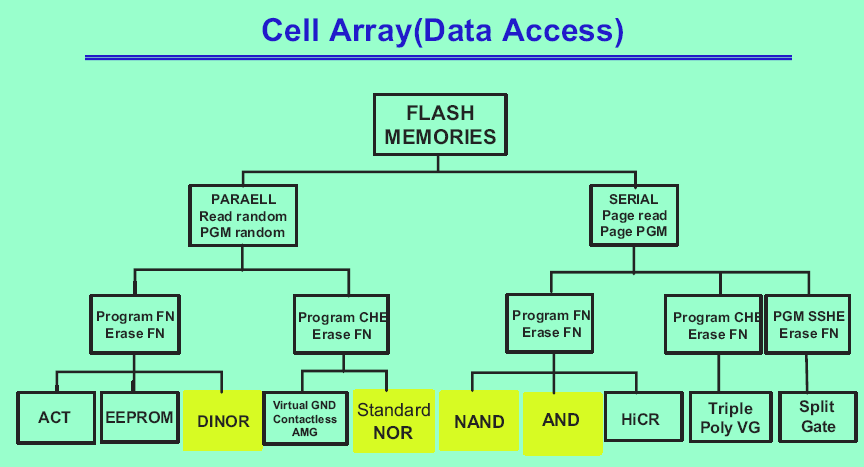 Cell Array(Data Access)
FLASH
MEMORIES
PARAELL
Read random
PGM random
SERIAL
Page read
Page PGM
Program FN
Erase FN
Program CHE
Erase FN
Program FN
Erase FN
Program CHE
Erase FN
PGM SSHE
Erase FN
ACT
EEPROM
DINOR
Virtual GND
Contactless
AMG
Standard
NOR
NAND
AND
HiCR
Triple
Poly VG
Split
Gate